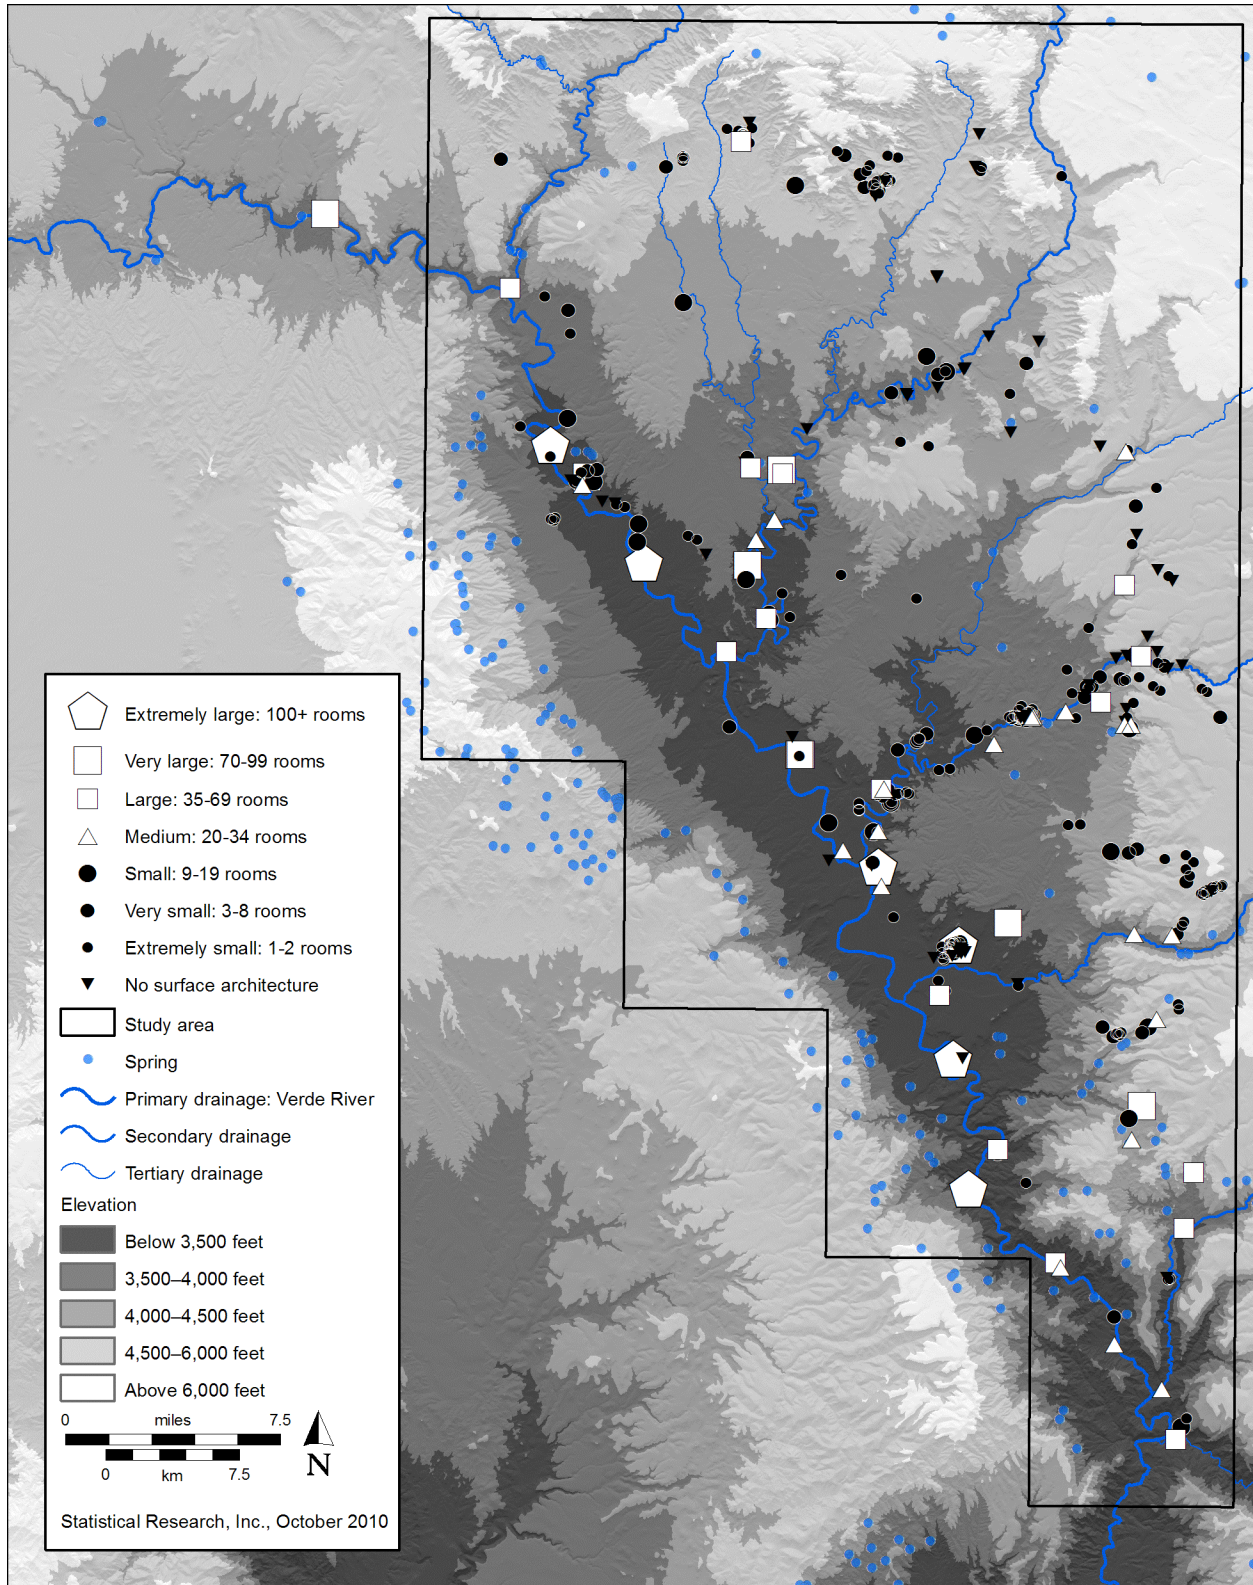 Extremely large: 100+ rooms
Very large: 70-99 rooms
Large: 35-69 rooms
Medium: 20-34 rooms
Small: 9-19 rooms
Very small: 3-8 rooms
Extremely small: 1-2 rooms
No surface architecture
Study area
Spring
Primary drainage: Verde River
Secondary drainage
Tertiary drainage
Elevation
Below 3,500 feet
3,500–4,000 feet
4,000–4,500 feet
4,500–6,000 feet
Above 6,000 feet
0 miles 7.5
0 km 7.5
N
Statistical Research, Inc., October 2010